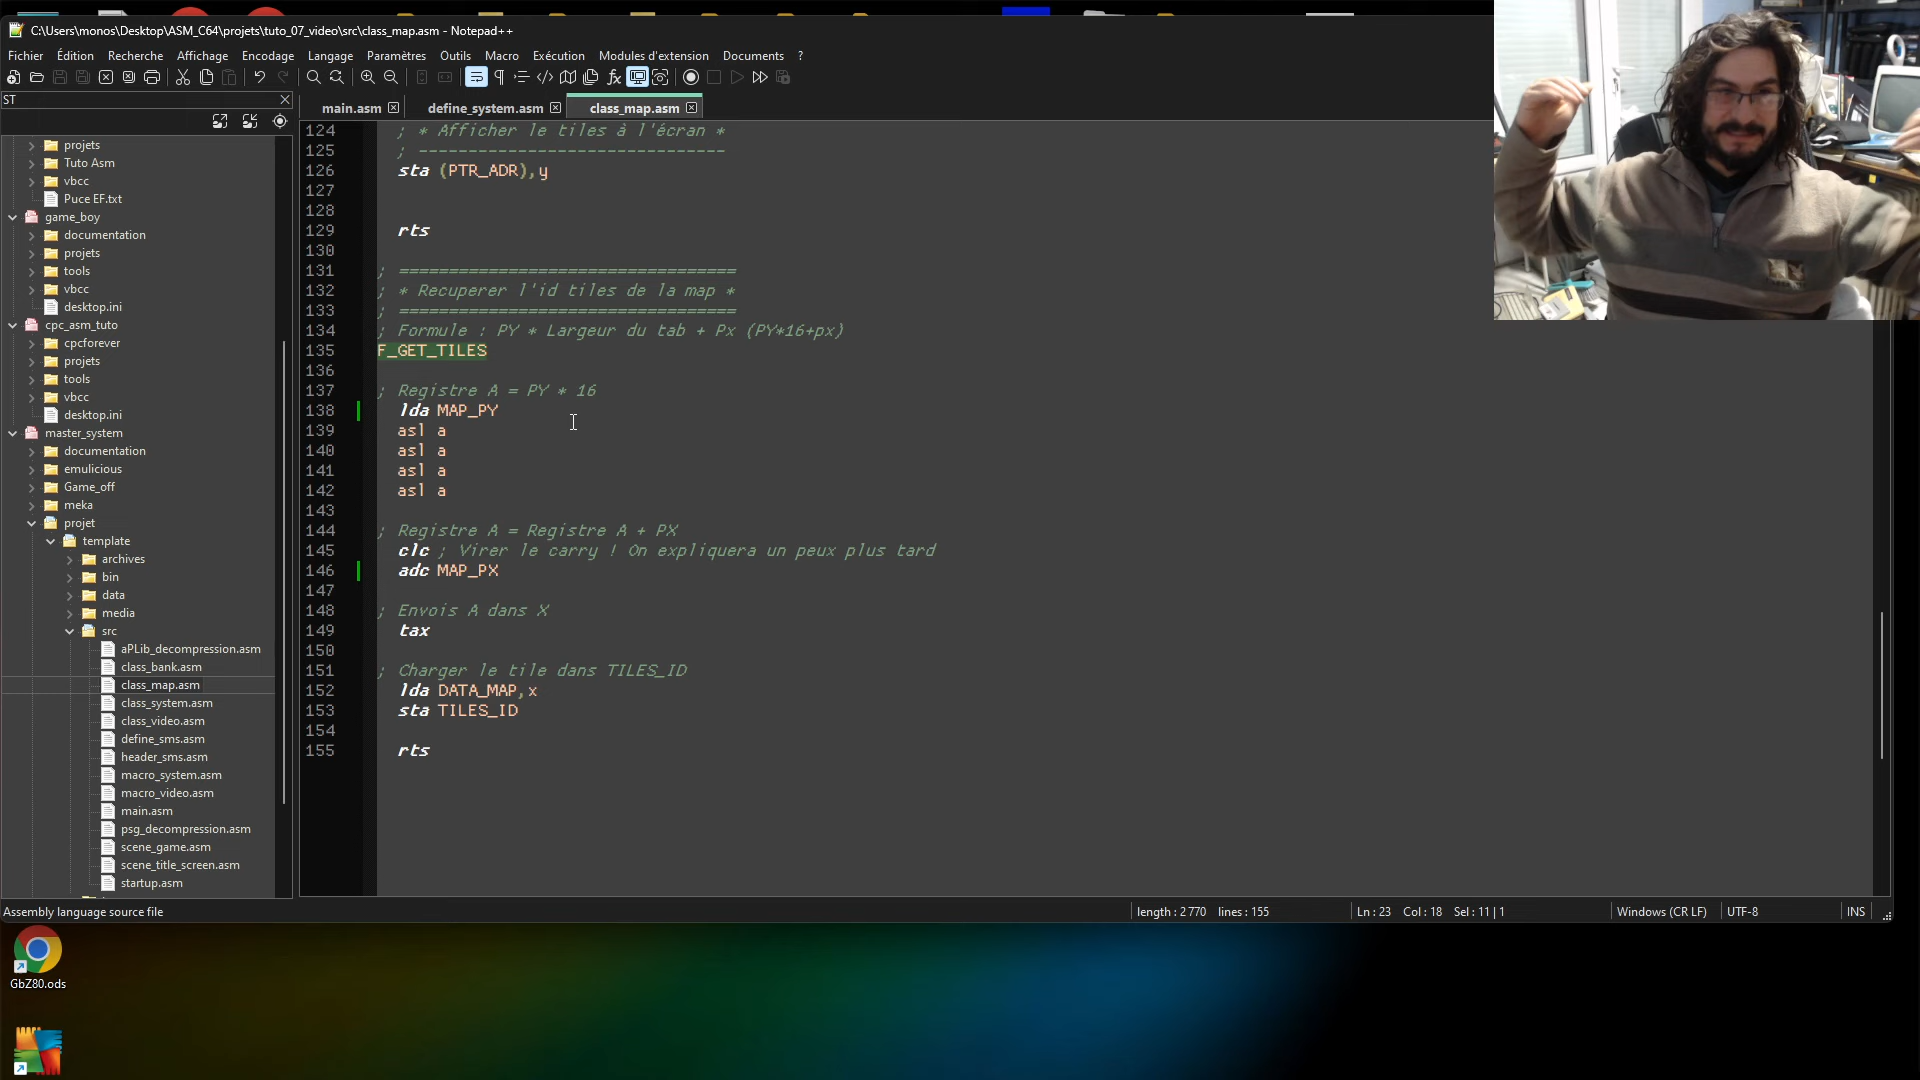 C:\Users\monos\Desktop\ASM_C64\projets\tuto_07_video\src\class_map.asm - Notepad++
Fichier Édition Recherche Affichage Encodage Langage Paramètres Outils Macro Exécution Modules d'extension Documents ?
ST
main.asm define_system.asm class_map.asm
projets
Tuto Asm
vbcc
Puce EF.txt
game_boy
documentation
projets
tools
vbcc
desktop.ini
cpc_asm_tuto
cpcforever
projets
tools
vbcc
desktop.ini
master_system
documentation
emulicious
Game_off
meka
projet
template
archives
bin
data
media
src
aPLib_decompression.asm
class_bank.asm
class_map.asm
class_system.asm
class_video.asm
define_sms.asm
header_sms.asm
macro_system.asm
macro_video.asm
main.asm
psg_decompression.asm
scene_game.asm
scene_title_screen.asm
startup.asm
124 ; * Afficher le tiles à l'écran *
125 ; -------------------------------
126 sta (PTR_ADR),y
127
128
129 rts
130
131 ; ==================================
132 ; * Recuperer l'id tiles de la map *
133 ; ==================================
134 ; Formule : PY * Largeur du tab + Px (PY*16+px)
135 F_GET_TILES
136
137 ; Registre A = PY * 16
138 lda MAP_PY
139 asl a
140 asl a
141 asl a
142 asl a
143
144 ; Registre A = Registre A + PX
145 clc ; Virer le carry ! On expliquera un peux plus tard
146 adc MAP_PX
147
148 ; Envois A dans X
149 tax
150
151 ; Charger le tile dans TILES_ID
152 lda DATA_MAP,x
153 sta TILES_ID
154
155 rts
Assembly language source file length : 2 770 lines : 155 Ln : 23 Col : 18 Sel : 11 | 1 Windows (CR LF) UTF-8 INS
GbZ80.ods